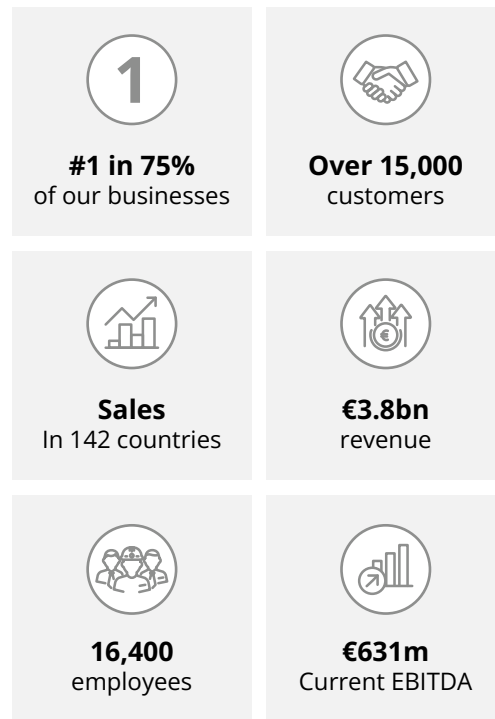 1
#1 in 75%
of our businesses
Over 15,000
customers
Sales
In 142 countries
€
€3.8bn
revenue
16,400
employees
€631m
Current EBITDA